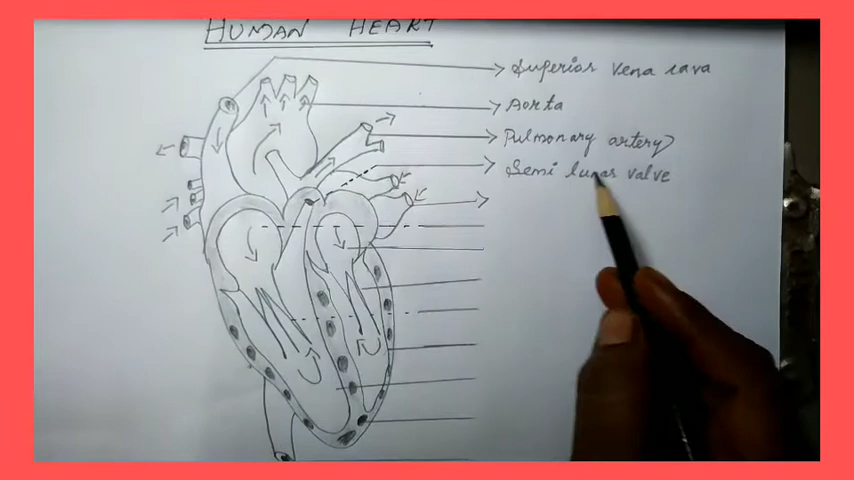 HUMAN HEART
Superior vena cava
Aorta
Pulmonary artery
Semi lunar valve